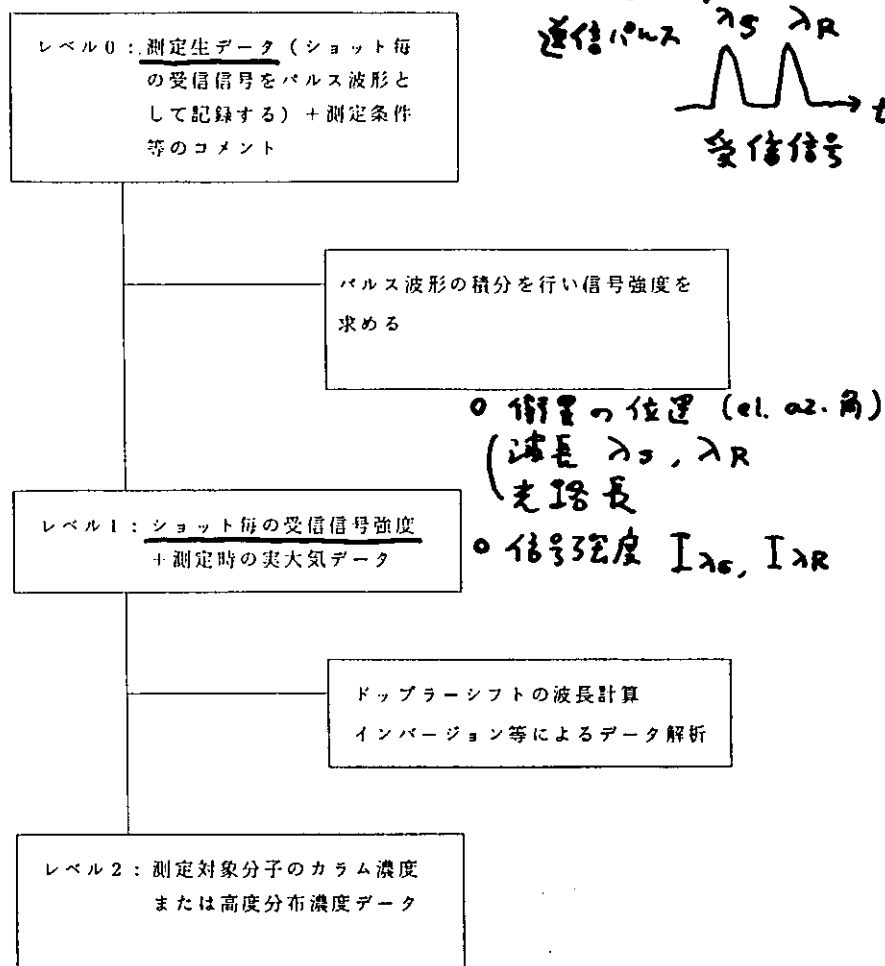 レベル0：測定生データ（ショット毎
の受信信号をパルス波形と
して記録する）＋測定条件
等のコメント
送信パルス
λs λR
t
受信信号
パルス波形の積分を行い信号強度を
求める
o 衛星の位置 (el. az. 角)
波長 λs, λR
光路長
レベル1：ショット毎の受信信号強度
＋測定時の実大気データ
o 信号強度 Iλs, IλR
ドップラーシフトの波長計算
インバージョン等によるデータ解析
レベル2：測定対象分子のカラム濃度
または高度分布濃度データ